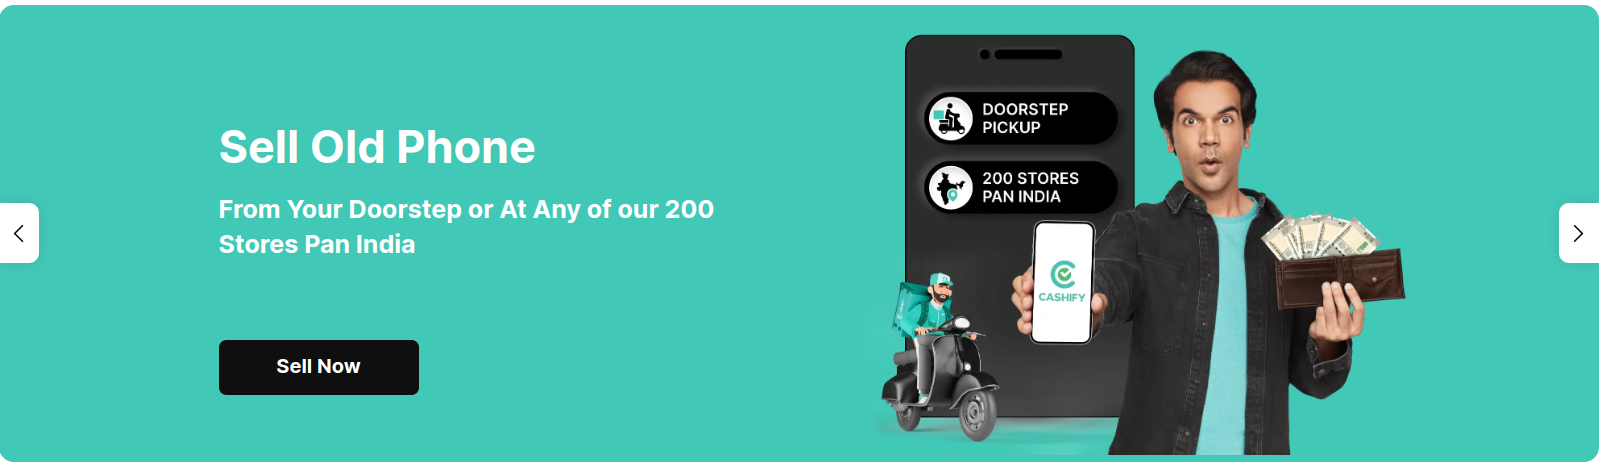 Sell Old Phone
From Your Doorstep or At Any of our 200
Stores Pan India
Sell Now
DOORSTEP
PICKUP
200 STORES
PAN INDIA
CASHIFY